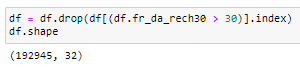 df = df.drop(df[(df.fr_da_rech30 > 30)].index)
df.shape
(192945, 32)